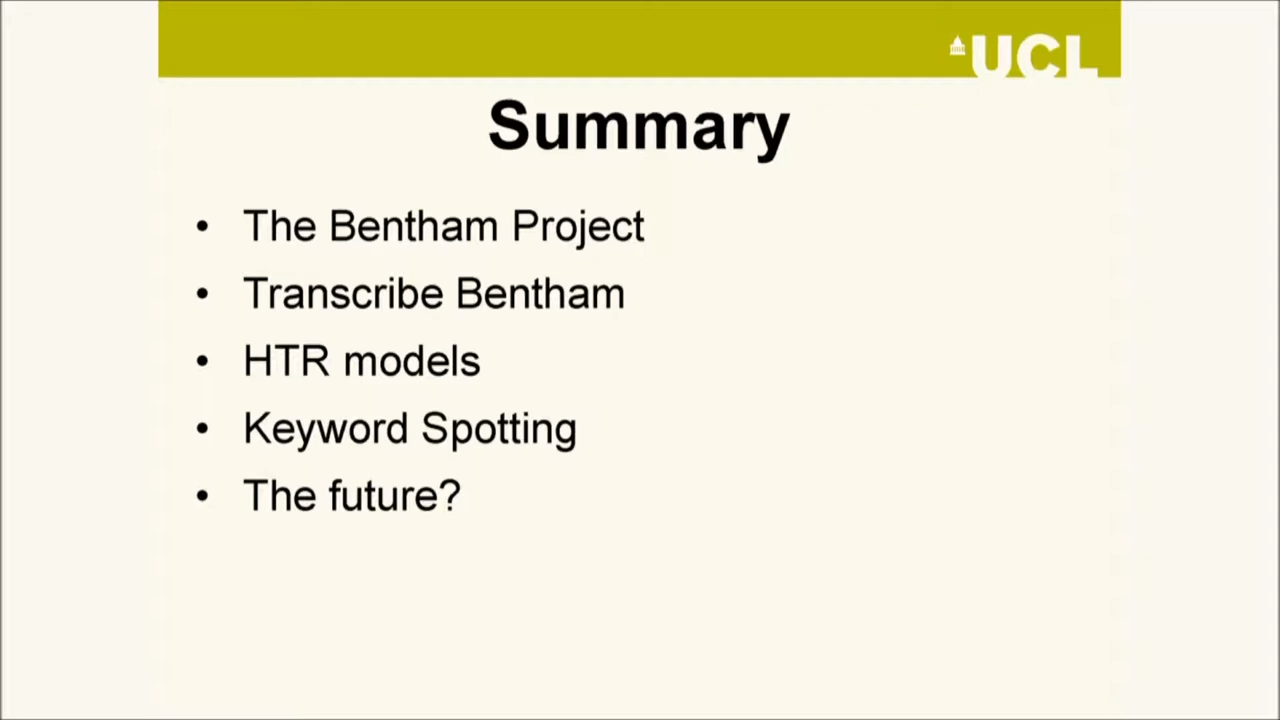 UCL
Summary
• The Bentham Project
• Transcribe Bentham
• HTR models
• Keyword Spotting
• The future?